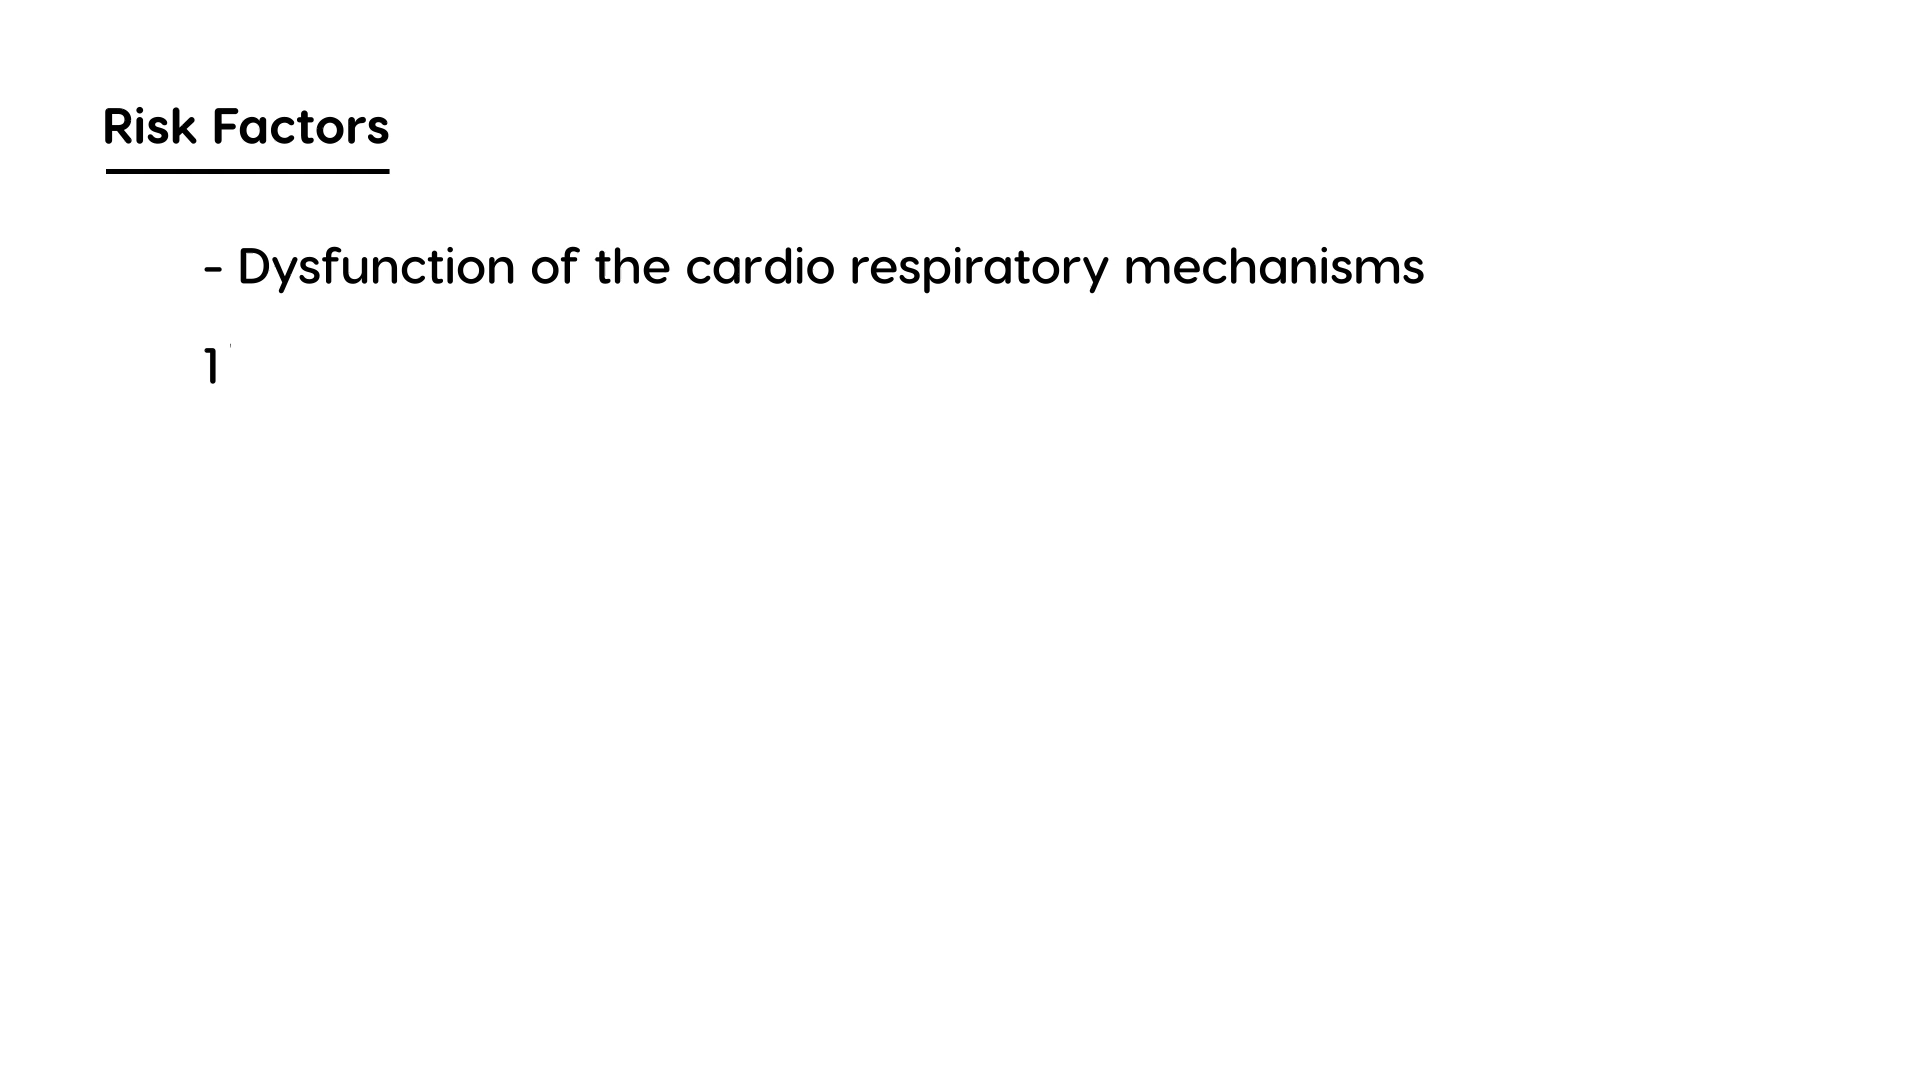 Risk Factors
- Dysfunction of the cardio respiratory mechanisms
1